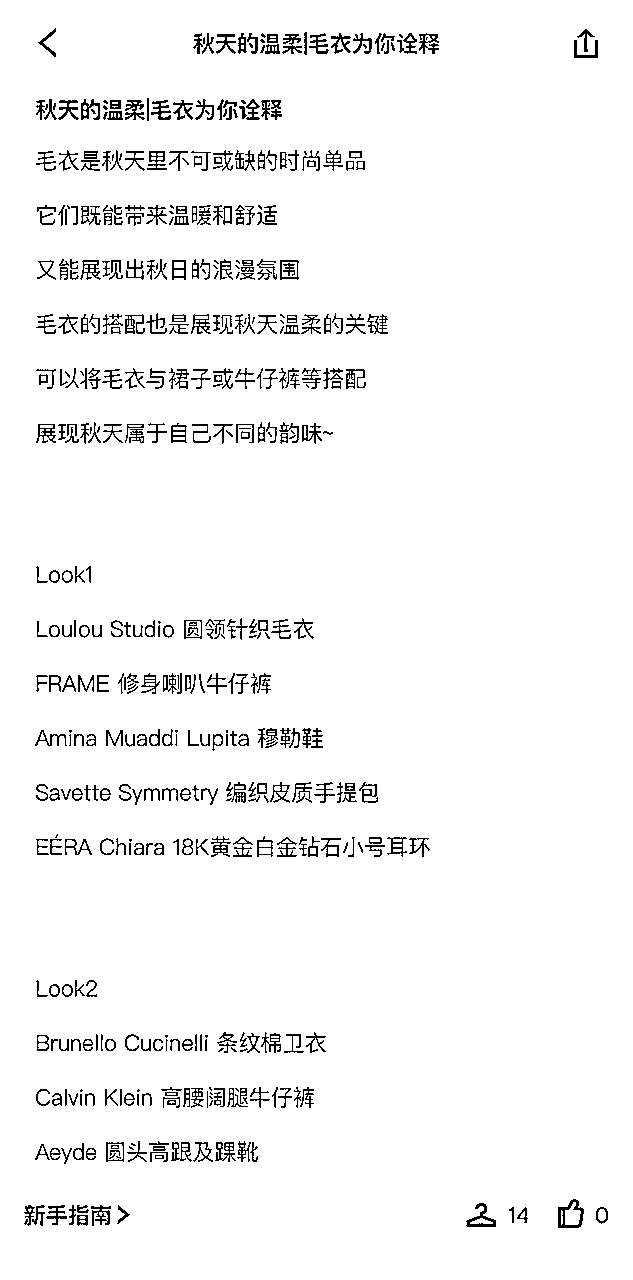 秋天的温柔|毛衣为你诠释
秋天的温柔|毛衣为你诠释
毛衣是秋天里不可或缺的时尚单品
它们既能带来温暖和舒适
又能展现出秋日的浪漫氛围
毛衣的搭配也是展现秋天温柔的关键
可以将毛衣与裙子或牛仔裤等搭配
展现秋天属于自己不同的韵味~
Look1
Loulou Studio 圆领针织毛衣
FRAME 修身喇叭牛仔裤
Amina Muaddi Lupita 穆勒鞋
Savette Symmetry 编织皮质手提包
EÉRA Chiara 18K黄金白金钻石小号耳环
Look2
Brunello Cucinelli 条纹棉卫衣
Calvin Klein 高腰阔腿牛仔裤
Aeyde 圆头高跟及踝靴
新手指南 14 0